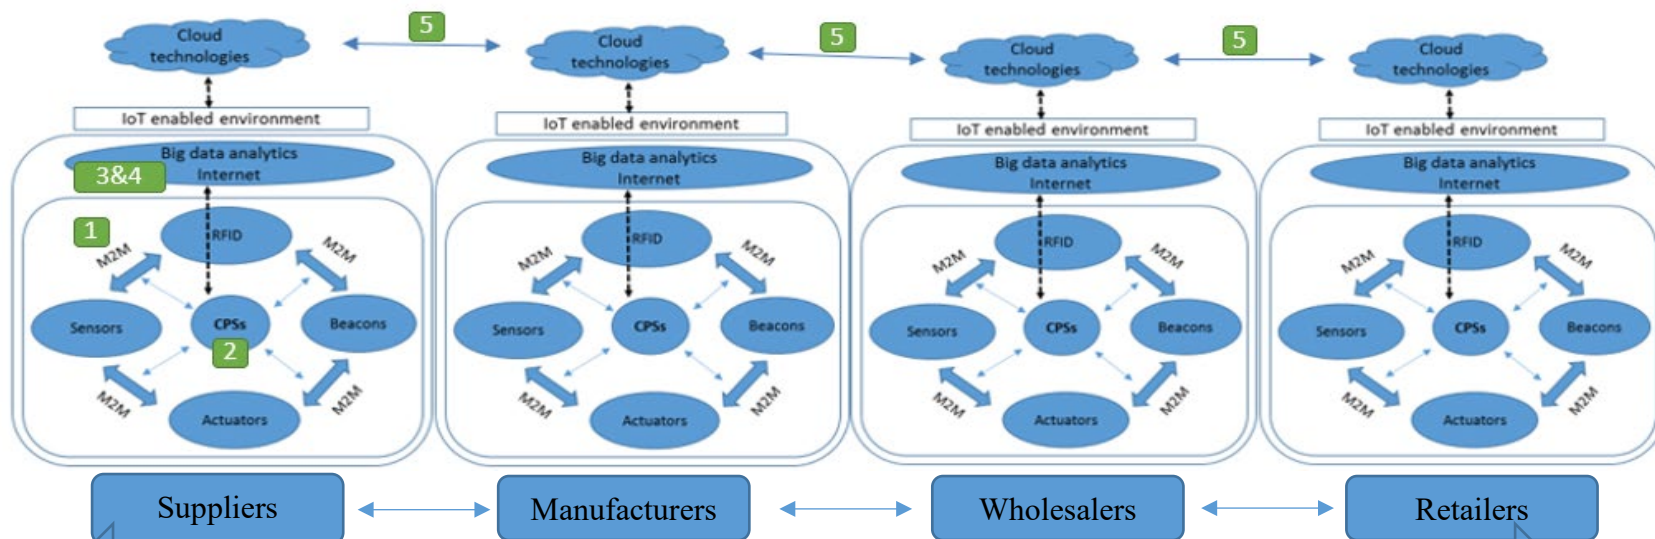 5
5
5
Cloud
technologies
Cloud
technologies
Cloud
technologies
Cloud
technologies
IoT enabled environment
IoT enabled environment
IoT enabled environment
IoT enabled environment
Big data analytics
Internet
3&4
Big data analytics
Internet
Big data analytics
Internet
Big data analytics
Internet
1
M2M
RFID
M2M
Sensors
CPSs
2
Beacons
M2M
Actuators
M2M
M2M
RFID
M2M
Sensors
CPSs
Beacons
M2M
Actuators
M2M
M2M
RFID
M2M
Sensors
CPSs
Beacons
M2M
Actuators
M2M
M2M
RFID
M2M
Sensors
CPSs
Beacons
M2M
Actuators
M2M
Suppliers
Manufacturers
Wholesalers
Retailers